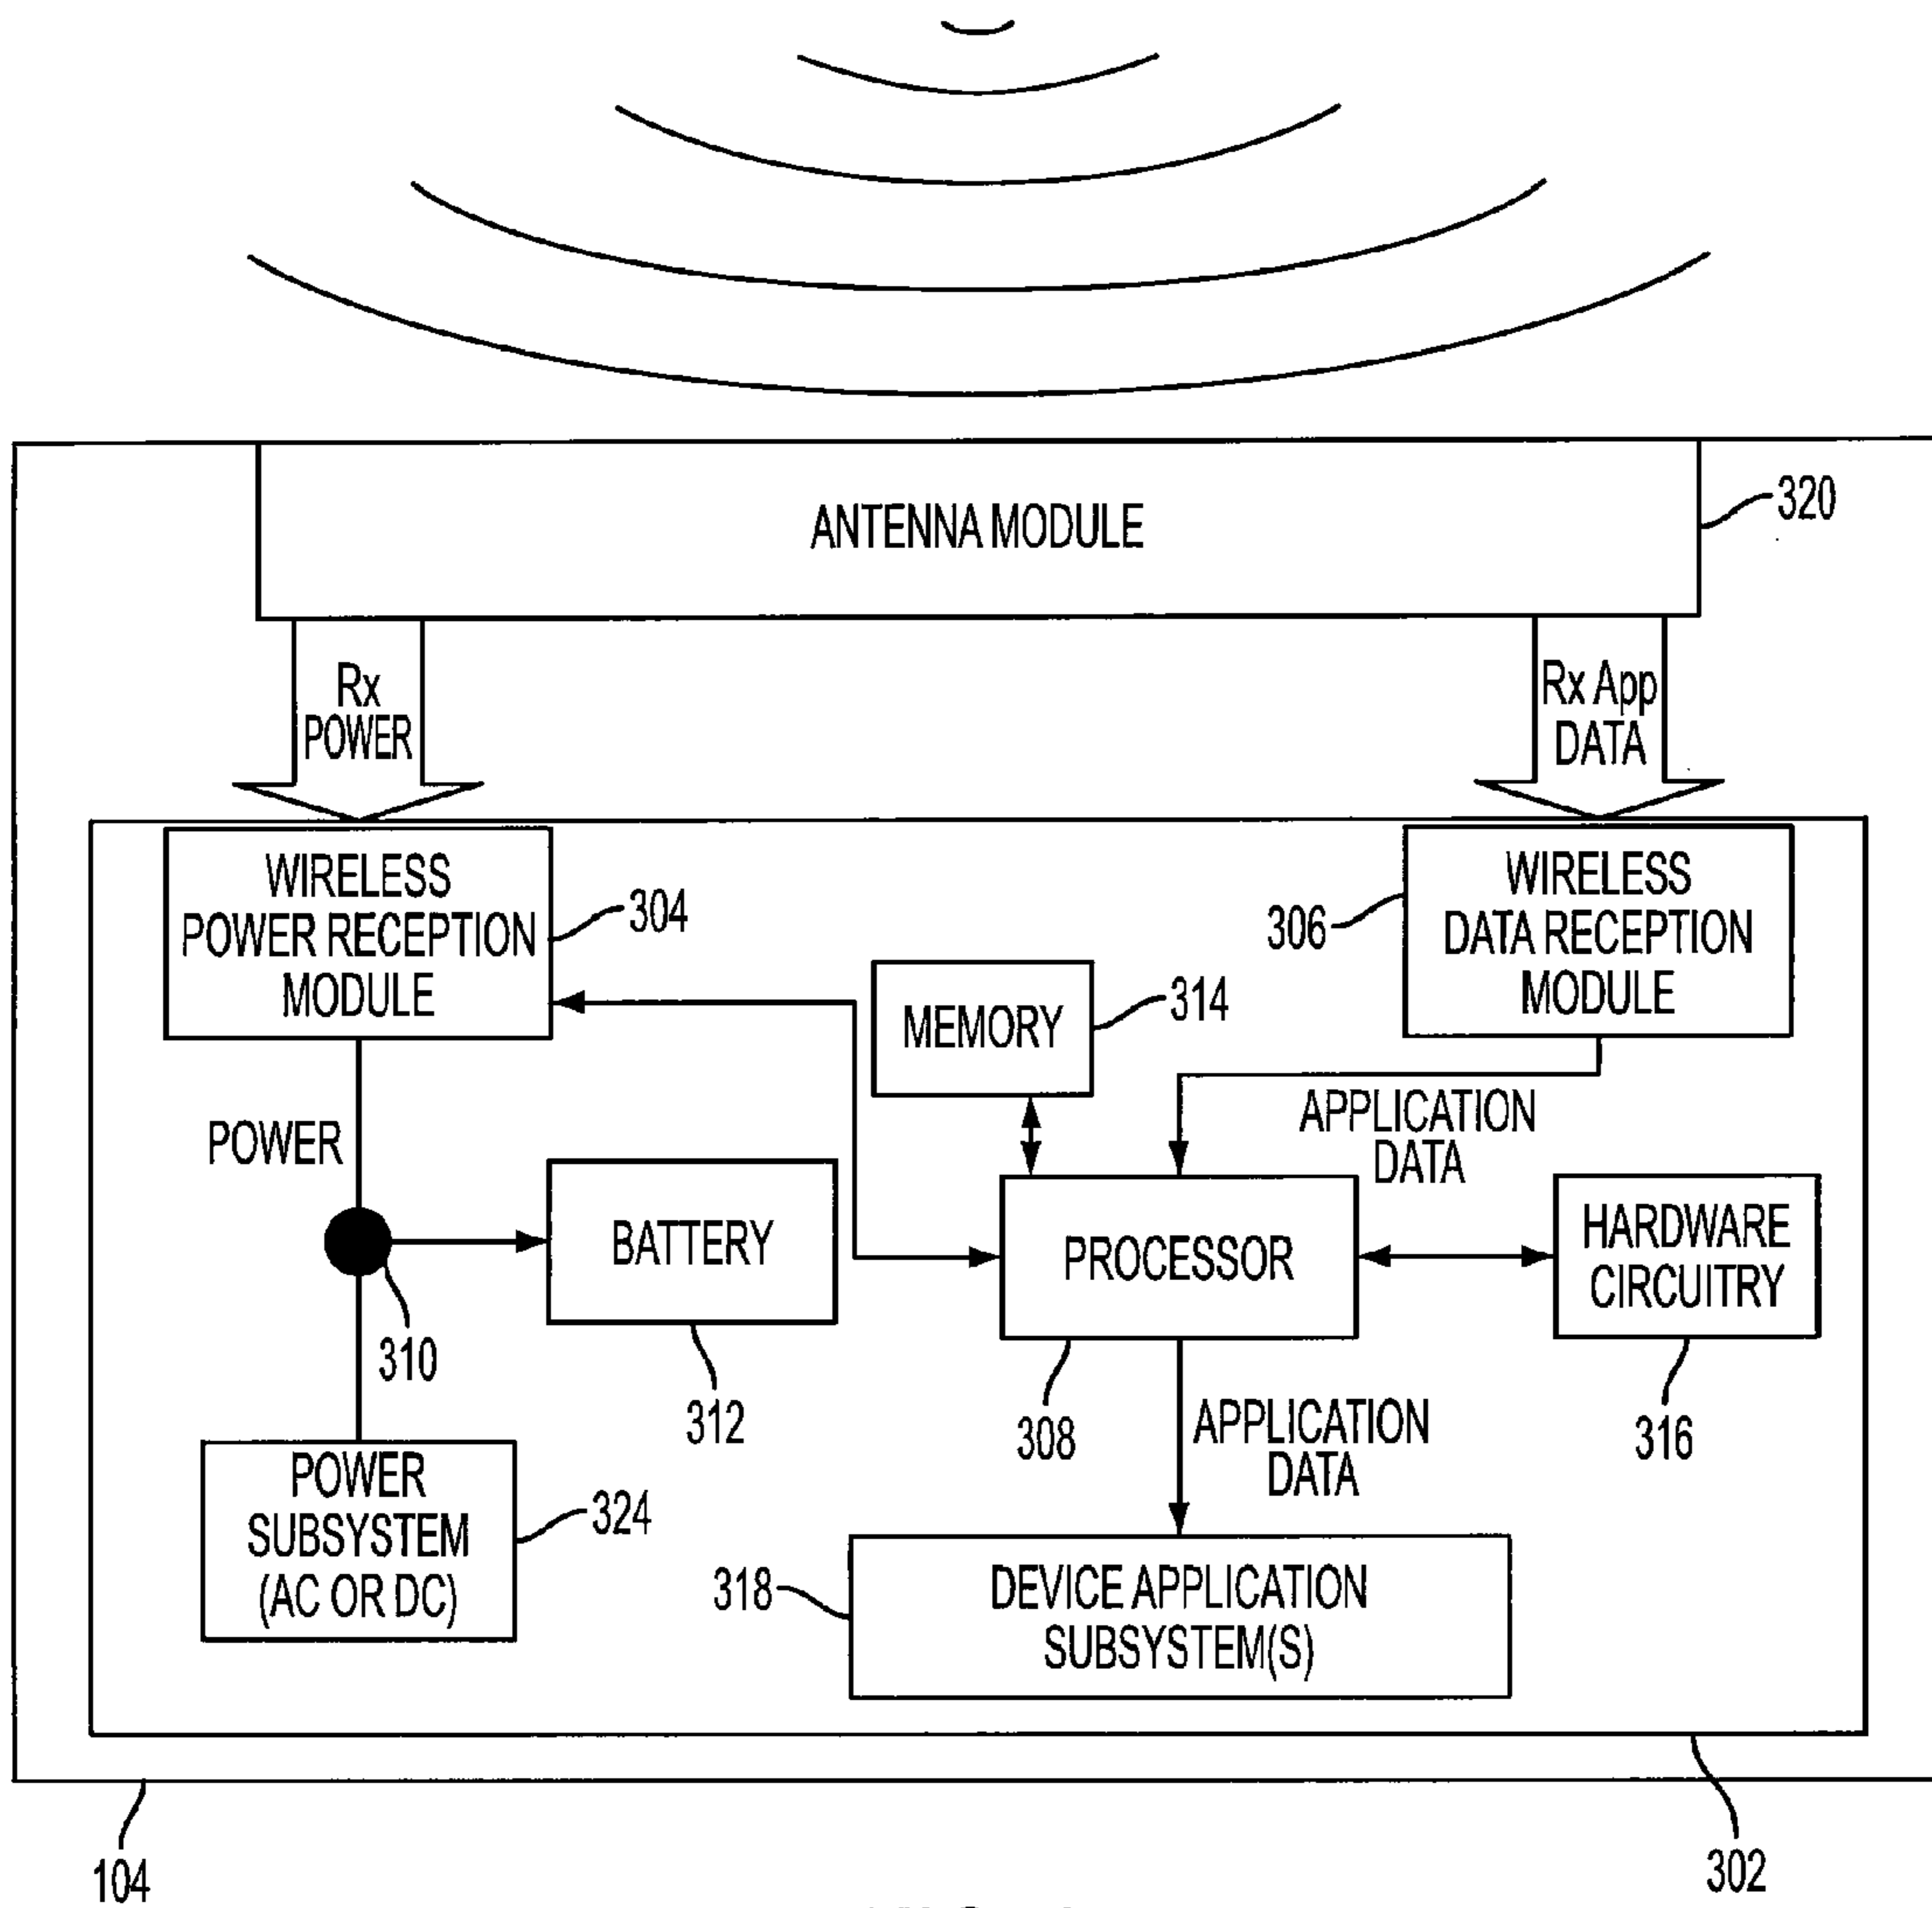 ANTENNA MODULE
320
Rx
POWER
Rx App
DATA
WIRELESS
POWER RECEPTION
MODULE
304
306
WIRELESS
DATA RECEPTION
MODULE
MEMORY
314
APPLICATION
DATA
POWER
BATTERY
PROCESSOR
HARDWARE
CIRCUITRY
310
312
308
316
APPLICATION
DATA
POWER
SUBSYSTEM
(AC OR DC)
324
318
DEVICE APPLICATION
SUBSYSTEM(S)
104
302